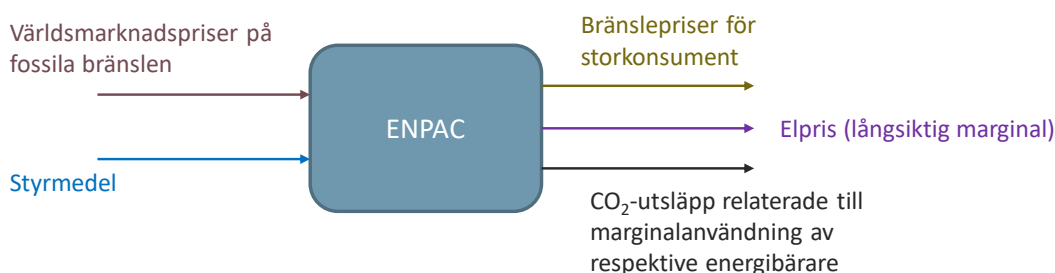 Världsmarknadspriser på
fossila bränslen
Styrmedel
ENPAC
Bränslepriser för
storkonsument
Elpris (långsiktig marginal)
CO₂-utsläpp relaterade till
marginalanvändning av
respektive energibärare